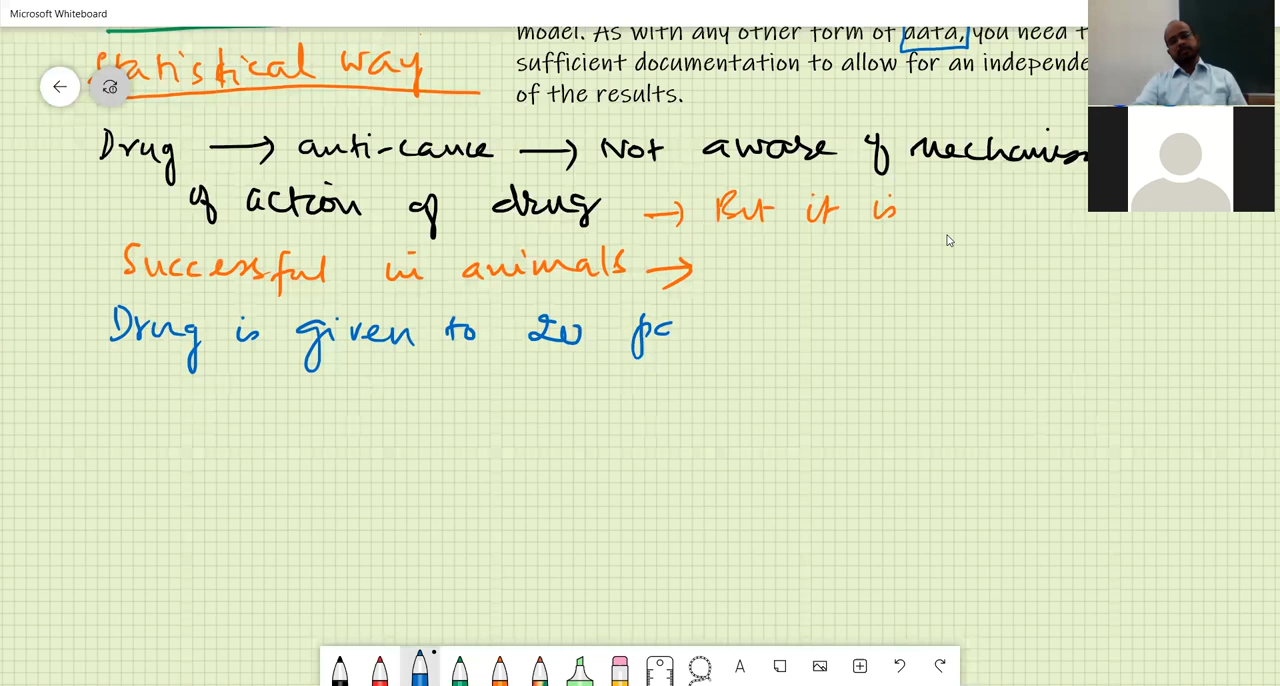 Microsoft Whiteboard
model. As with any other form of data, you need t
sufficient documentation to allow for an independe
of the results.
Statistical way
Drug → anti-cance → Not aware of mechanism
of action of drug → But it is
Successful in animals →
Drug is given to 20 pa
A